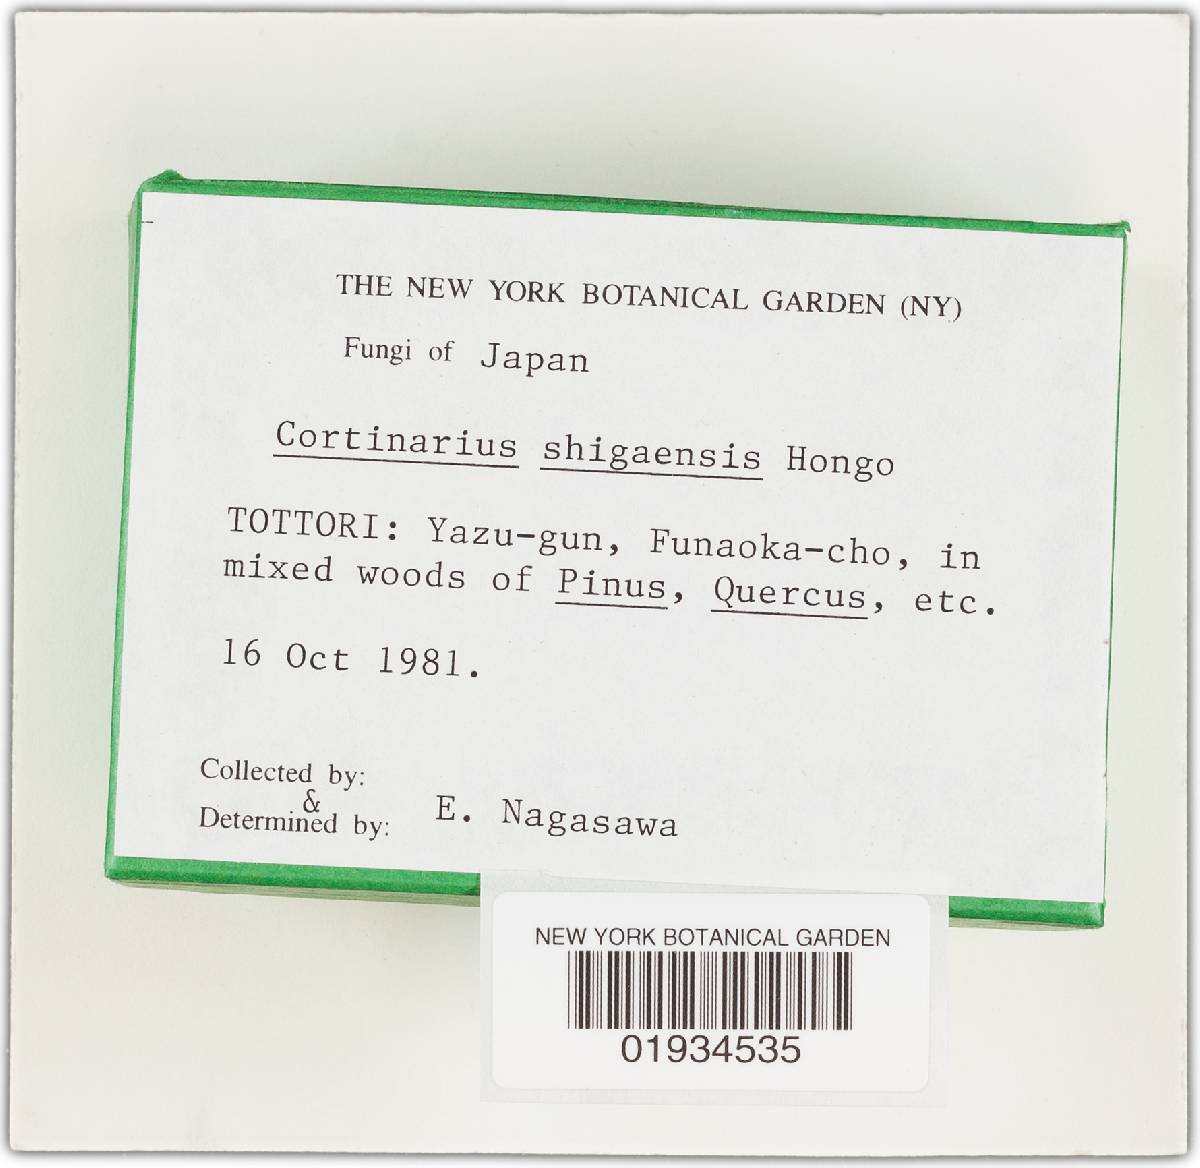 THE NEW YORK BOTANICAL GARDEN (NY)
Fungi of Japan
Cortinarius shigaensis Hongo
TOTTORI: Yazu-gun, Funaoka-cho, in
mixed woods of Pinus, Quercus, etc.
16 Oct 1981.
Collected by:
&
Determined by: E. Nagasawa
NEW YORK BOTANICAL GARDEN
01934535